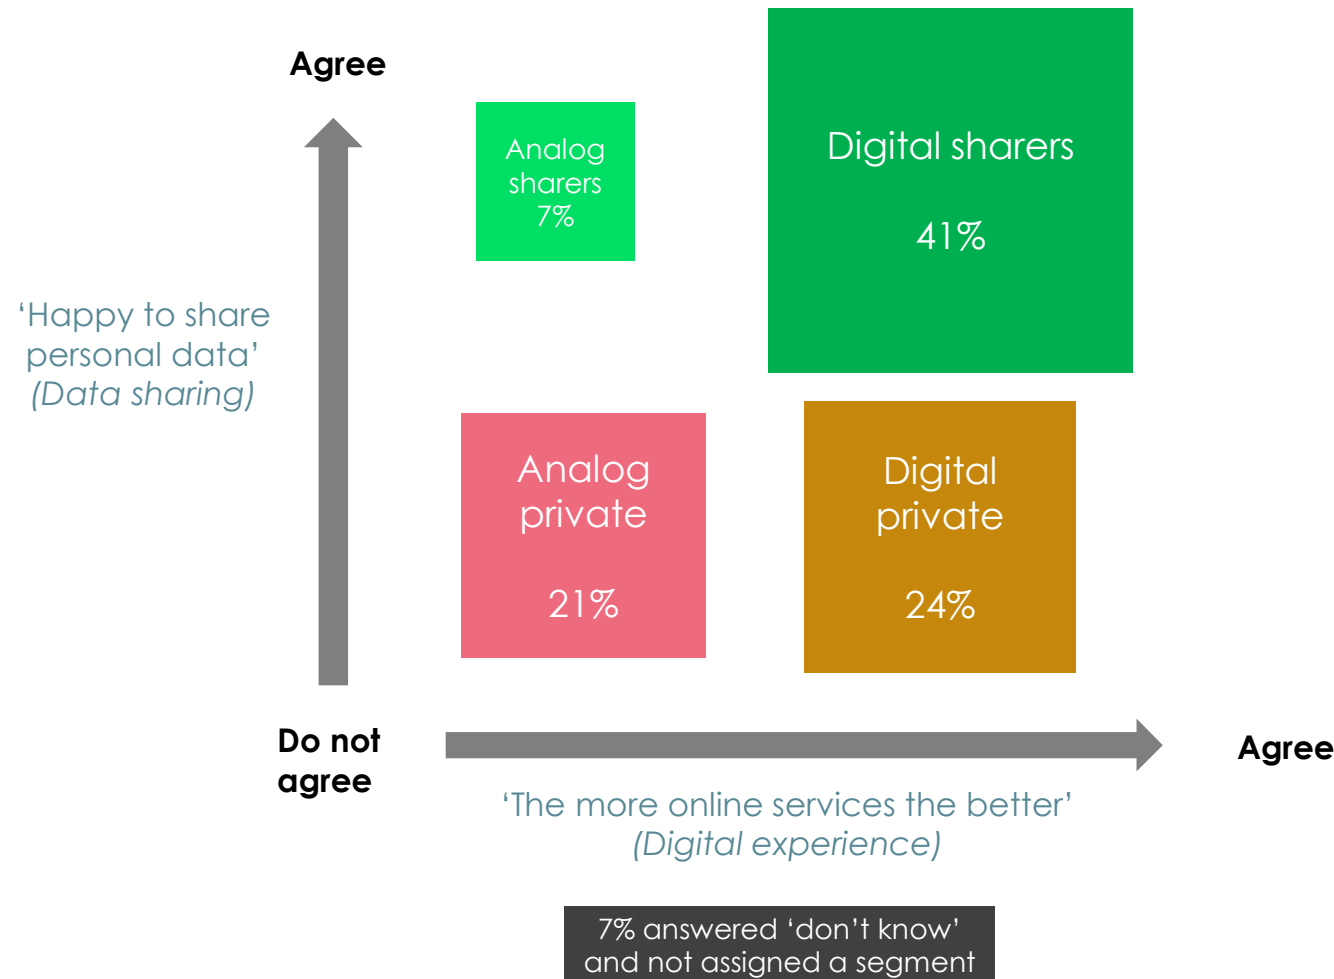 Agree
Analog
sharers
7%
Digital sharers
41%
‘Happy to share
personal data’
(Data sharing)
Analog
private
21%
Digital
private
24%
Do not
agree
Agree
‘The more online services the better’
(Digital experience)
7% answered ‘don’t know’
and not assigned a segment